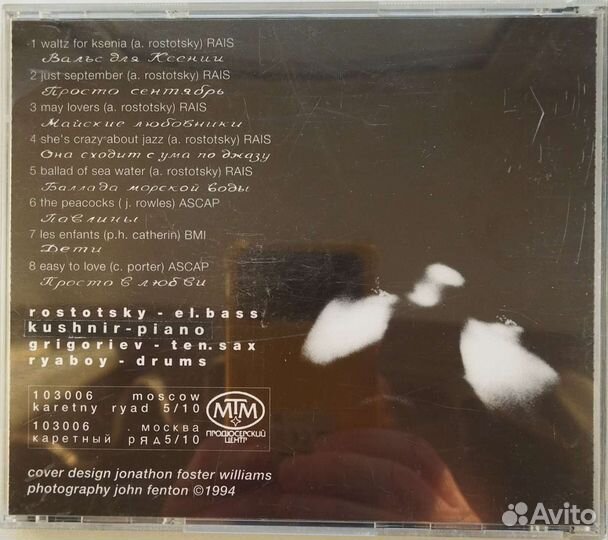 1 waltz for ksenia (a. rostotsky) RAIS
Вальс для Ксении
2 just september (a. rostotsky) RAIS
Просто сентябрь
3 may lovers (a. rostotsky) RAIS
Майские любовники
4 she's crazy about jazz (a. rostotsky) RAIS
Она сходит с ума по джазу
5 ballad of sea water (a. rostotsky) RAIS
Баллада морской воды
6 the peacocks ( j. rowles) ASCAP
Павлины
7 les enfants (p.h. catherin) BMI
Дети
8 easy to love (c. porter) ASCAP
Просто в любви
rostotsky - el.bass
kushnir-piano
grigoriev - ten.sax
ryaboy - drums
103006 moscow
karetny ryad 5/10
103006 . москва
каретный ряд5/10
МТМ
ПРОДЮСЕРСКИЙ
ЦЕНТР
cover design jonathon foster williams
photography john fenton ©1994
Avito